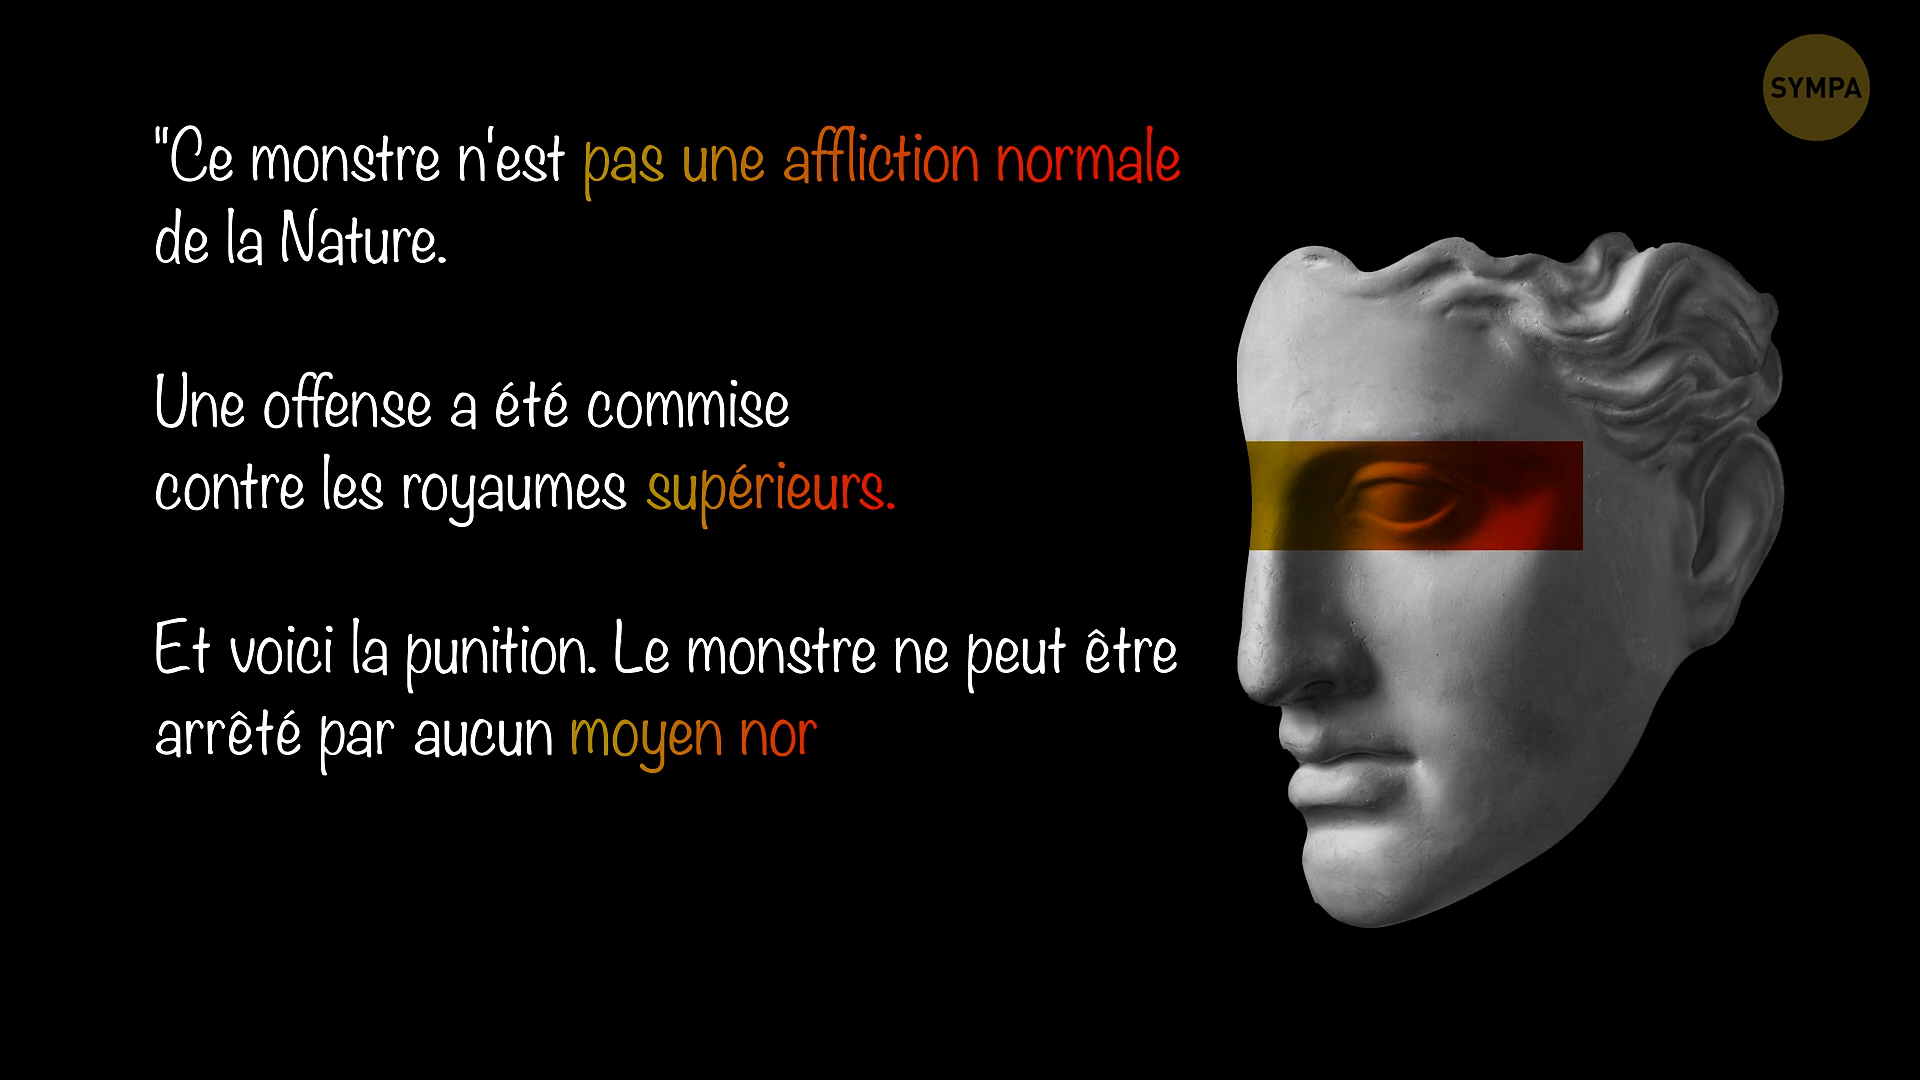 SYMPA
"Ce monstre n'est pas une affliction normale
de la Nature.
Une offense a été commise
contre les royaumes supérieurs.
Et voici la punition. Le monstre ne peut être
arrêté par aucun moyen nor